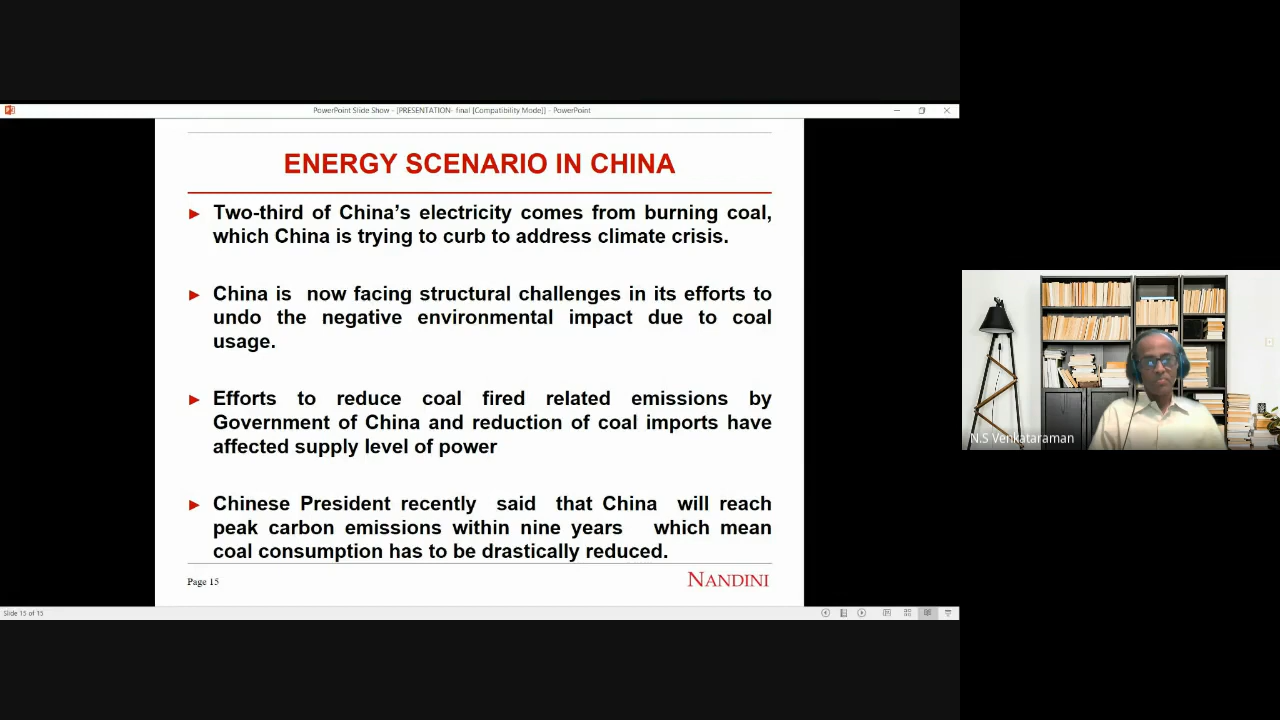 PowerPoint Slide Show - [PRESENTATION- final [Compatibility Mode]] - PowerPoint
ENERGY SCENARIO IN CHINA
Two-third of China’s electricity comes from burning coal,
which China is trying to curb to address climate crisis.
China is now facing structural challenges in its efforts to
undo the negative environmental impact due to coal
usage.
Efforts to reduce coal fired related emissions by
Government of China and reduction of coal imports have
affected supply level of power
Chinese President recently said that China will reach
peak carbon emissions within nine years which mean
coal consumption has to be drastically reduced.
Page 15
NANDINI
Slide 15 of 15
N.S Venkataraman